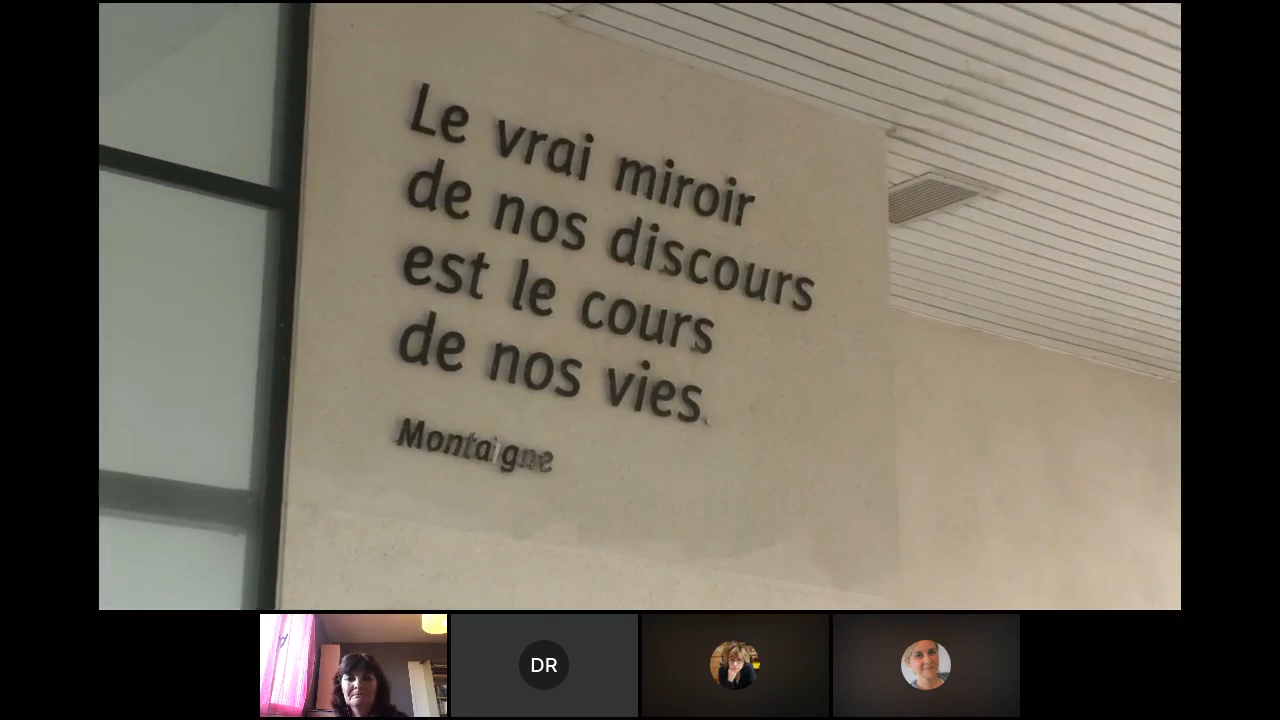 Le vrai miroir
de nos discours
est le cours
de nos vies.
Montaigne
DR